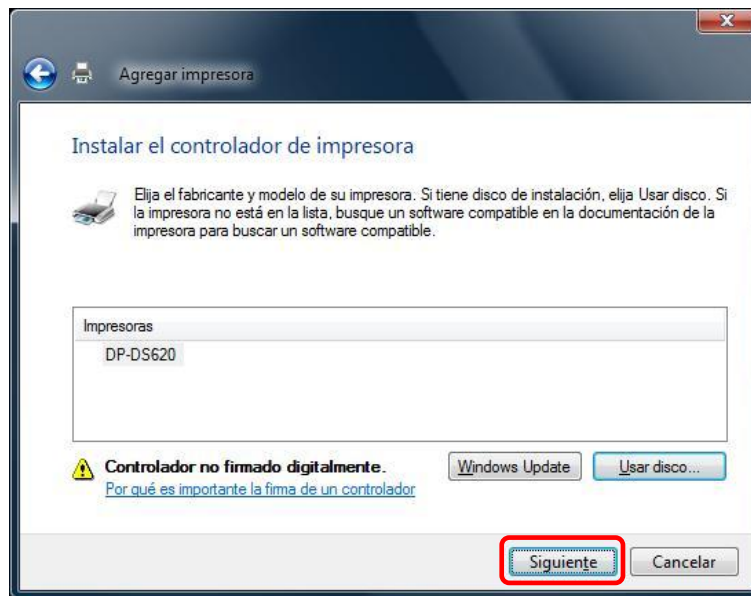 Agregar impresora
Instalar el controlador de impresora
Elija el fabricante y modelo de su impresora. Si tiene disco de instalación, elija Usar disco. Si
la impresora no está en la lista, busque un software compatible en la documentación de la
impresora para buscar un software compatible.
Impresoras
DP-DS620
Controlador no firmado digitalmente.
Por qué es importante la firma de un controlador
Windows Update
Usar disco...
Siguiente
Cancelar